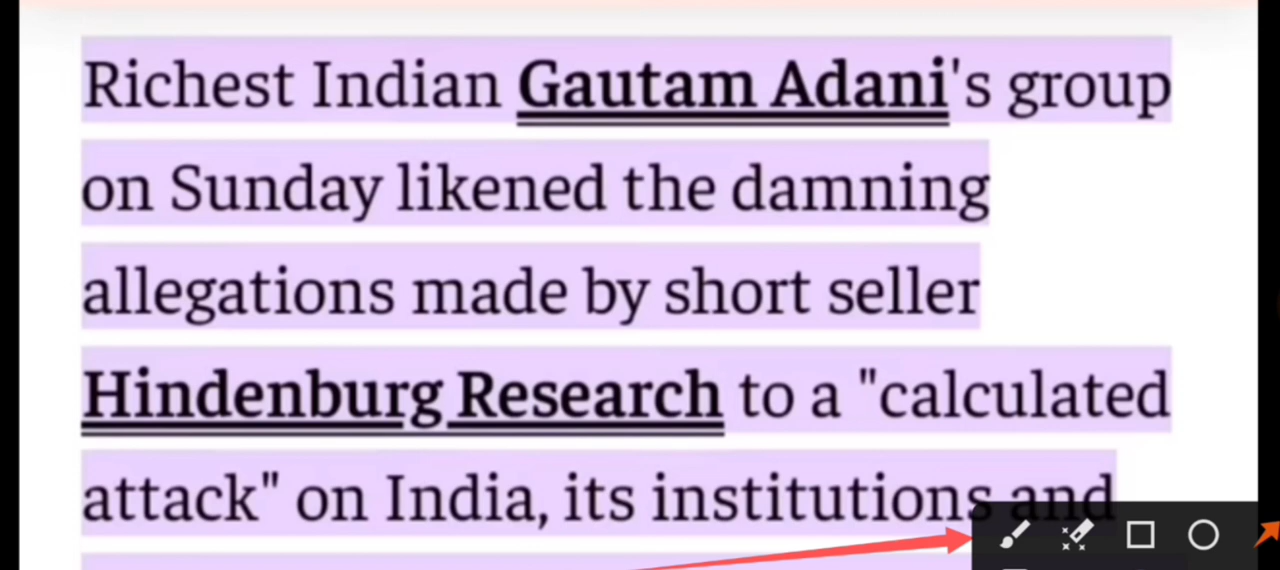 Richest Indian Gautam Adani's group
on Sunday likened the damning
allegations made by short seller
Hindenburg Research to a "calculated
attack" on India, its institutions and